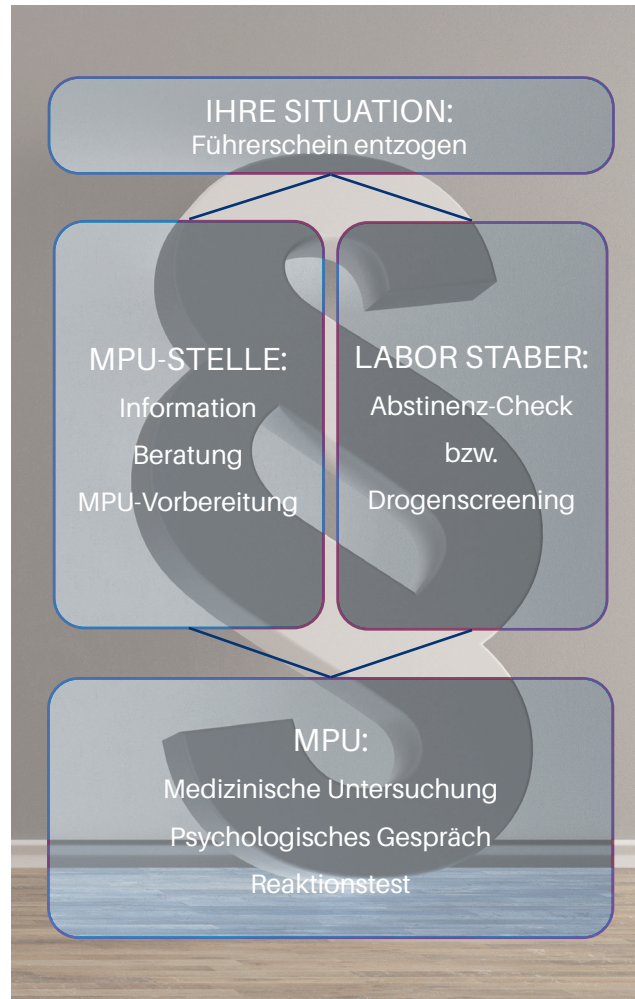 IHRE SITUATION:
Führerschein entzogen
MPU-STELLE:
Information
Beratung
MPU-Vorbereitung
LABOR STABER:
Abstinenz-Check
bzw.
Drogenscreening
MPU:
Medizinische Untersuchung
Psychologisches Gespräch
Reaktionstest